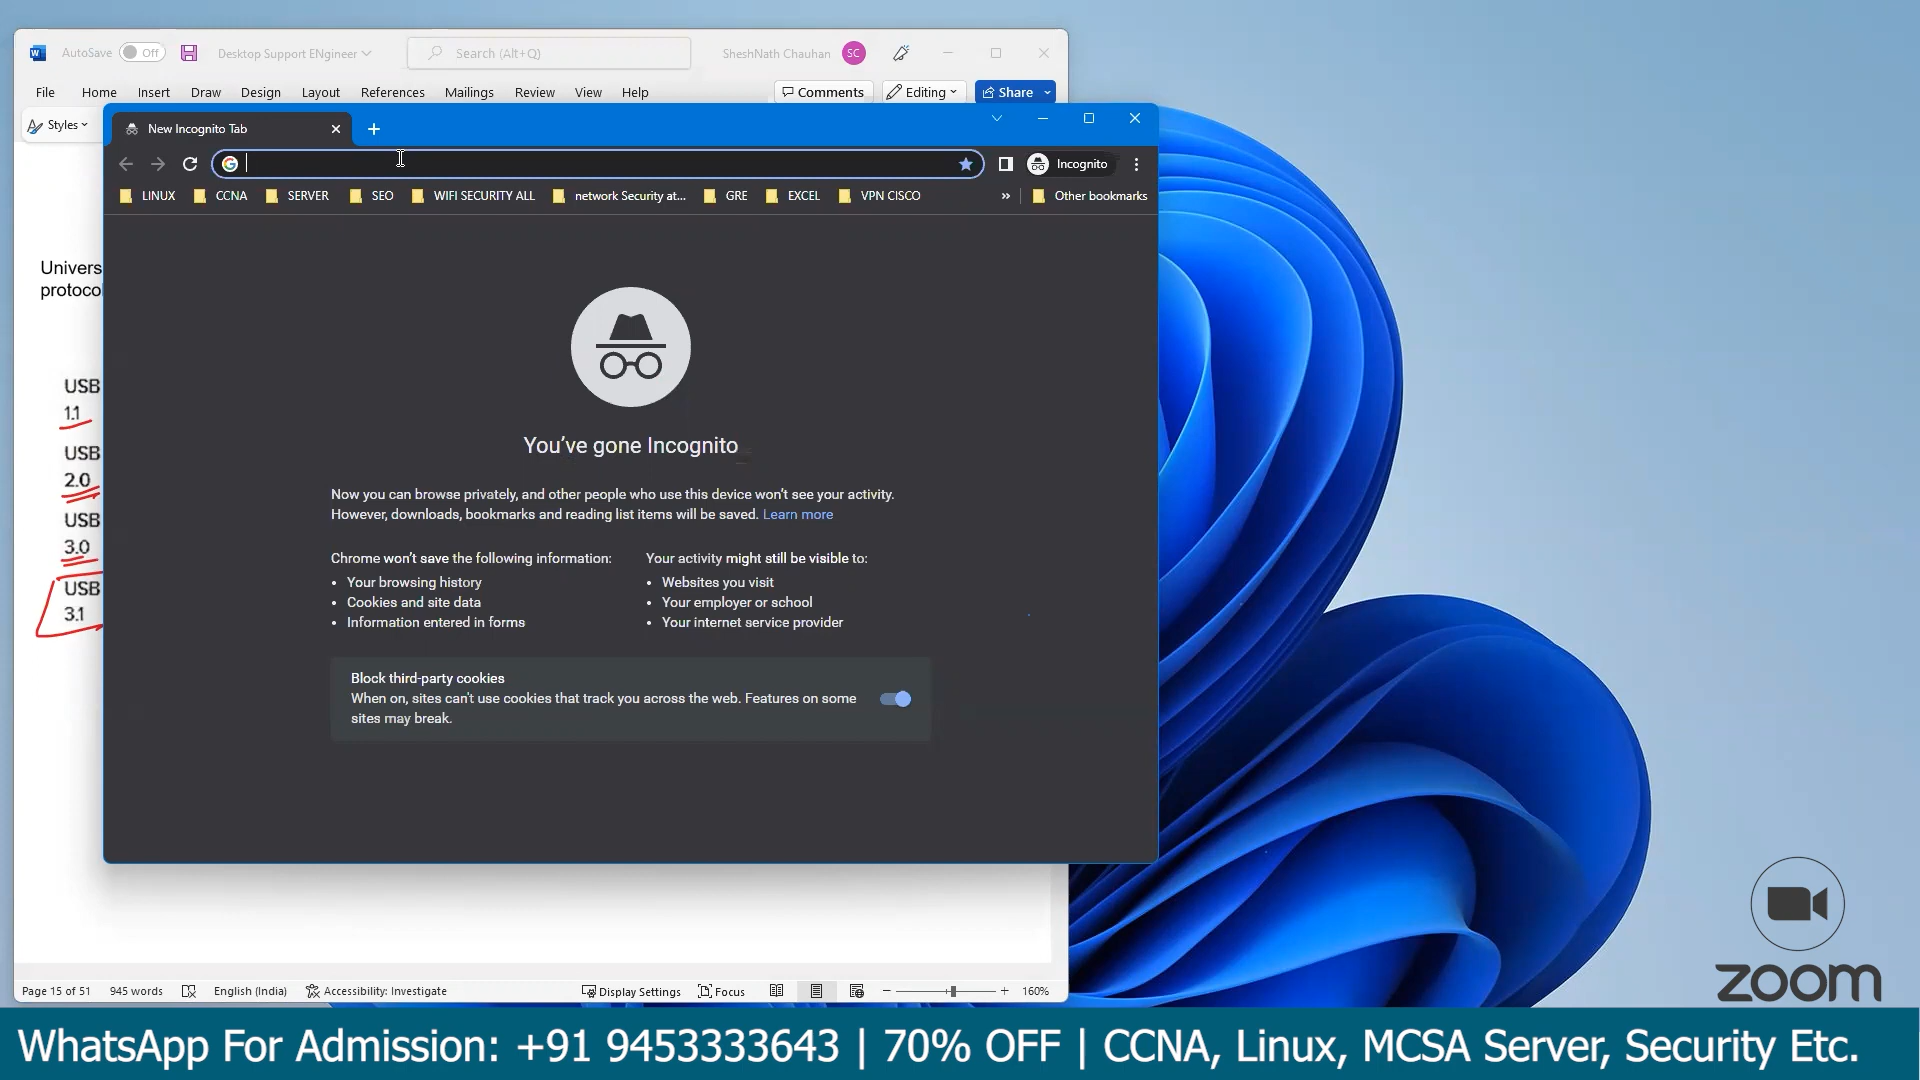 AutoSave Off Desktop Support ENgineer Search (Alt+Q) SheshNath Chauhan SC
File Home Insert Draw Design Layout References Mailings Review View Help Comments Editing Share
Styles
New Incognito Tab
Incognito
LINUX CCNA SERVER SEO WIFI SECURITY ALL network Security at... GRE EXCEL VPN CISCO » Other bookmarks
Univers
protoco
USB
1.1
USB
2.0
USB
3.0
USB
3.1
You've gone Incognito
Now you can browse privately, and other people who use this device won't see your activity.
However, downloads, bookmarks and reading list items will be saved. Learn more
Chrome won't save the following information:
• Your browsing history
• Cookies and site data
• Information entered in forms
Your activity might still be visible to:
• Websites you visit
• Your employer or school
• Your internet service provider
Block third-party cookies
When on, sites can't use cookies that track you across the web. Features on some
sites may break.
Page 15 of 51 945 words English (India) Accessibility: Investigate Display Settings Focus 160%
zoom
WhatsApp For Admission: +91 9453333643 | 70% OFF | CCNA, Linux, MCSA Server, Security Etc.